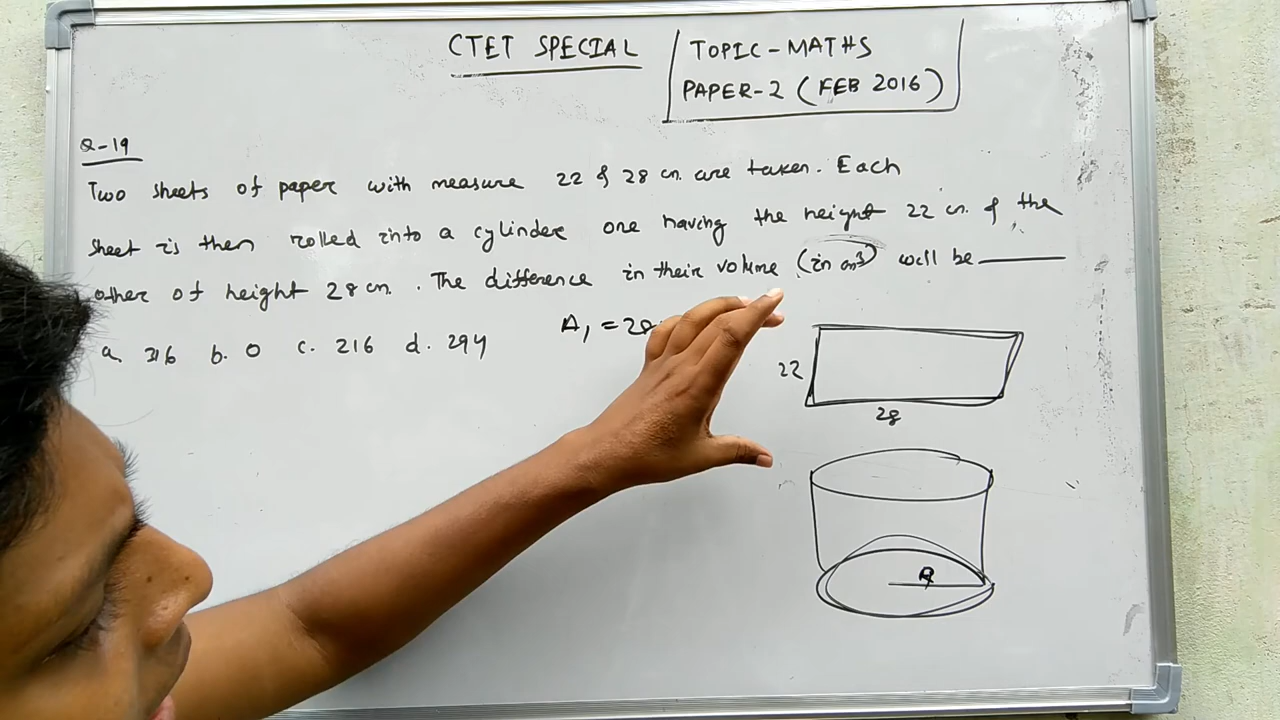 CTET SPECIAL
TOPIC - MATHS
PAPER-2 (FEB 2016)
Q-19
Two sheets of paper with measure 22 & 28 cm. are taken. Each
sheet is then rolled into a cylinder one having the height 22 cm. & the
other of height 28 cm. The difference in their volume (in cm³) will be
a. 316 b. 0 c. 216 d. 294
A₁ = 28
22
28
R